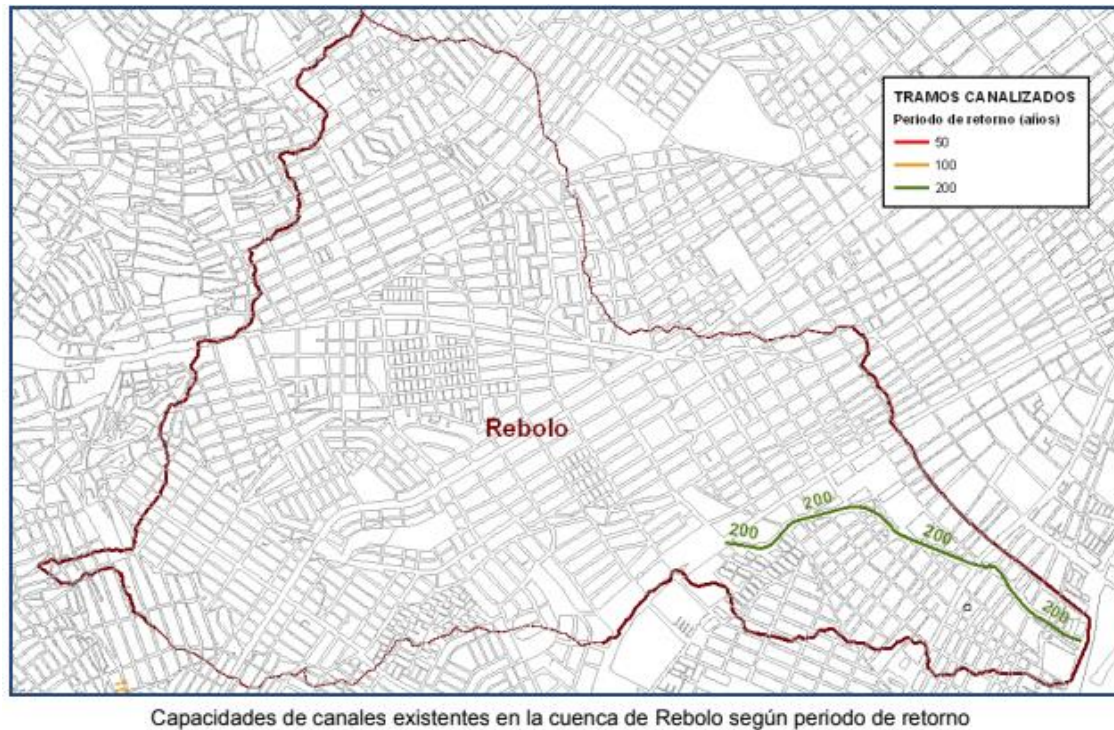 TRAMOS CANALIZADOS
Periodo de retorno (años)
50
100
200
Rebolo
200
200
200
200
Capacidades de canales existentes en la cuenca de Rebolo según periodo de retorno